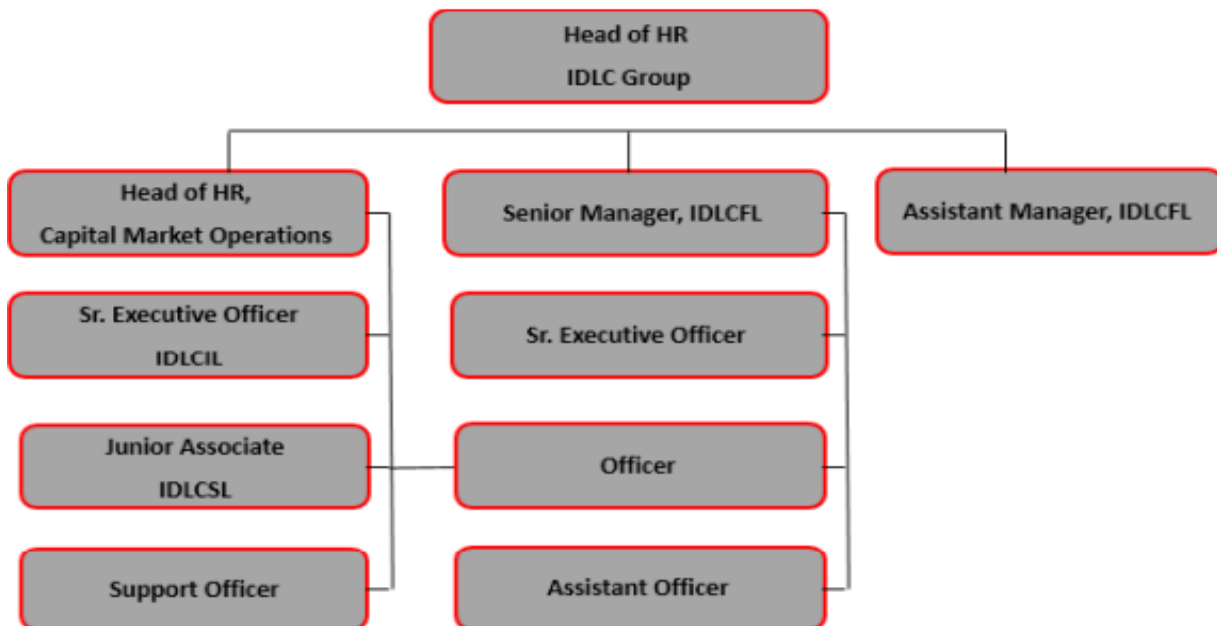 Head of HR
IDLC Group
Head of HR,
Capital Market Operations
Senior Manager, IDLCFL
Assistant Manager, IDLCFL
Sr. Executive Officer
IDLCIL
Sr. Executive Officer
Junior Associate
IDLCSL
Officer
Support Officer
Assistant Officer